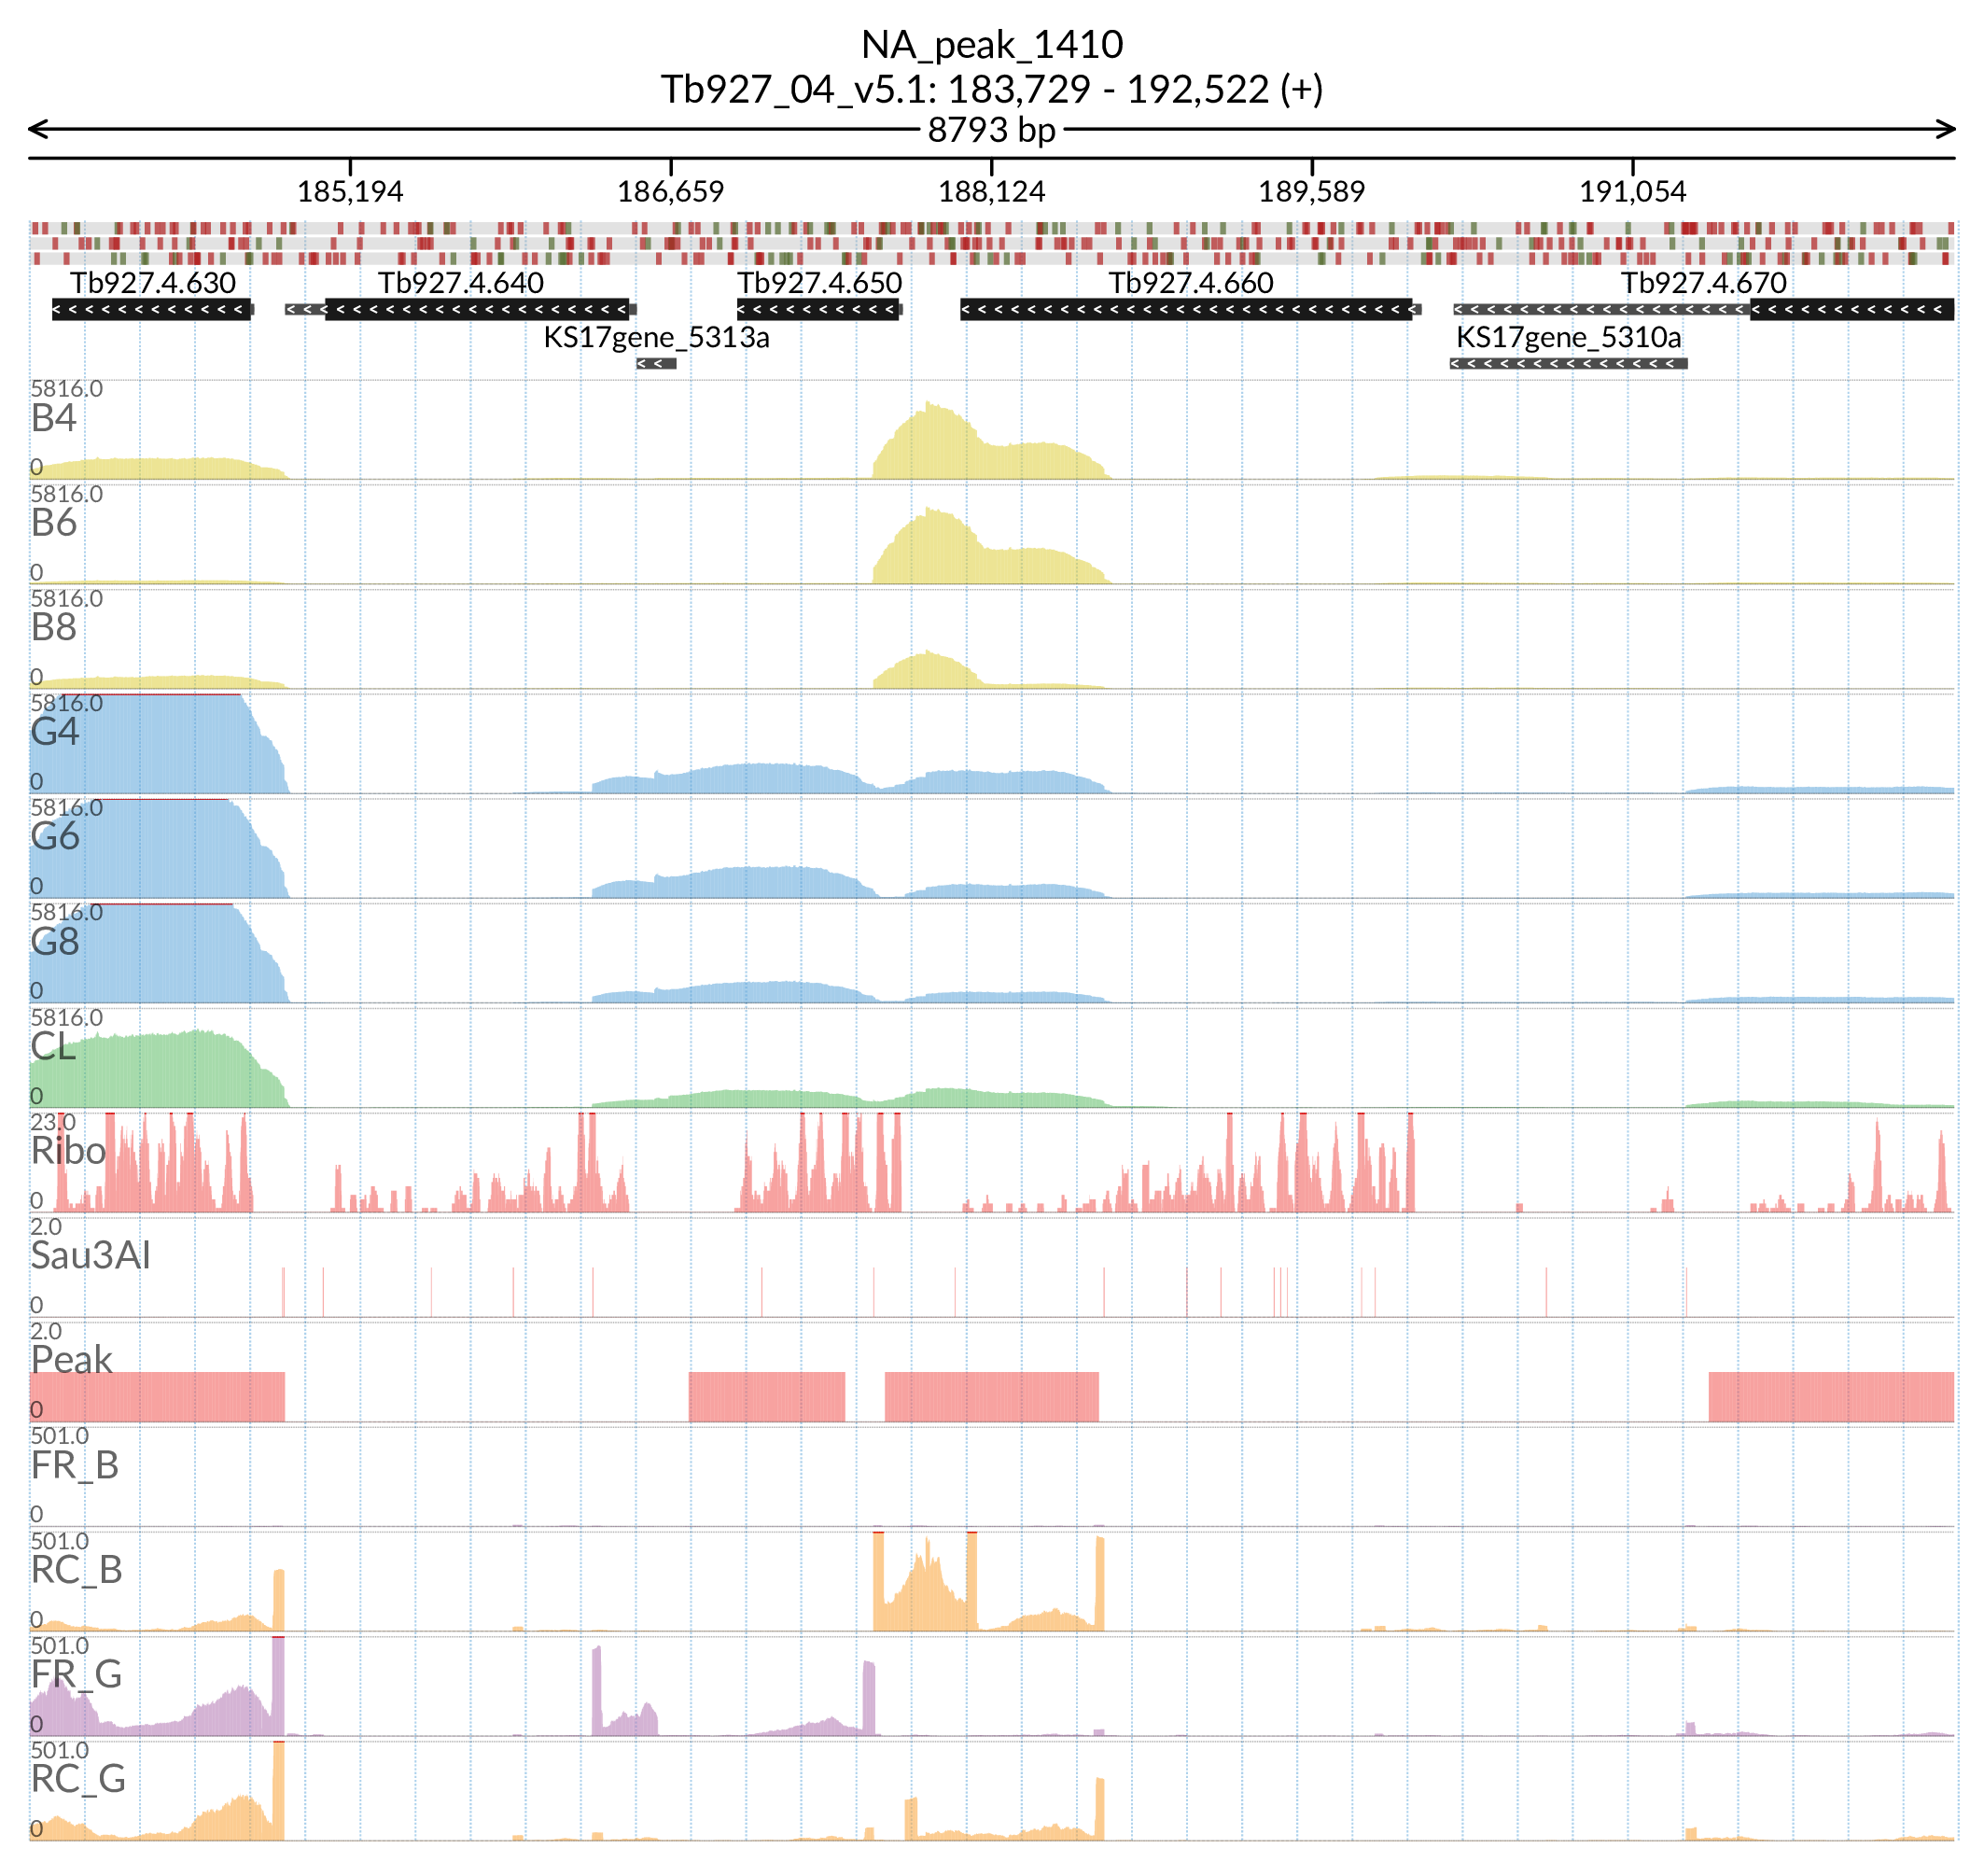 NA_peak_1410
Tb927_04_v5.1: 183,729 - 192,522 (+)
8793 bp
185,194 186,659 188,124 189,589 191,054
Tb927.4.630 Tb927.4.640 Tb927.4.650 Tb927.4.660 Tb927.4.670
KS17gene_5313a KS17gene_5310a
5816.0
B4
0
5816.0
B6
0
5816.0
B8
0
5816.0
G4
0
5816.0
G6
0
5816.0
G8
0
5816.0
CL
0
23.0
Ribo
0
2.0
Sau3AI
0
2.0
Peak
0
501.0
FR_B
0
501.0
RC_B
0
501.0
FR_G
0
501.0
RC_G
0